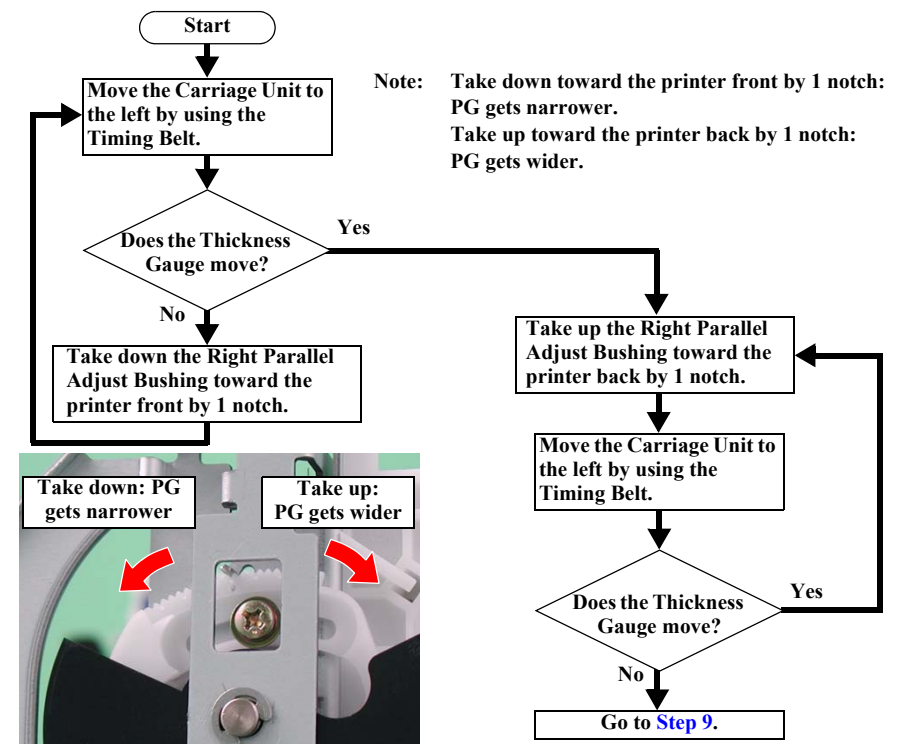 Start
Move the Carriage Unit to
the left by using the
Timing Belt.
Note: Take down toward the printer front by 1 notch:
PG gets narrower.
Take up toward the printer back by 1 notch:
PG gets wider.
Does the Thickness
Gauge move?
Yes
No
Take down the Right Parallel
Adjust Bushing toward the
printer front by 1 notch.
Take up the Right Parallel
Adjust Bushing toward the
printer back by 1 notch.
Move the Carriage Unit to
the left by using the
Timing Belt.
Does the Thickness
Gauge move?
Yes
No
Go to Step 9.
Take down: PG
gets narrower
Take up:
PG gets wider